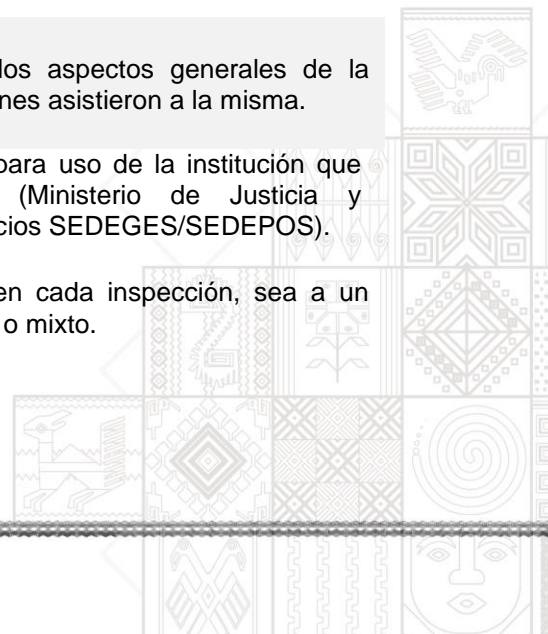 los aspectos generales de la
nes asistieron a la misma.
para uso de la institución que
(Ministerio de Justicia y
cios SEDEGES/SEDEPOS).
en cada inspección, sea a un
o mixto.